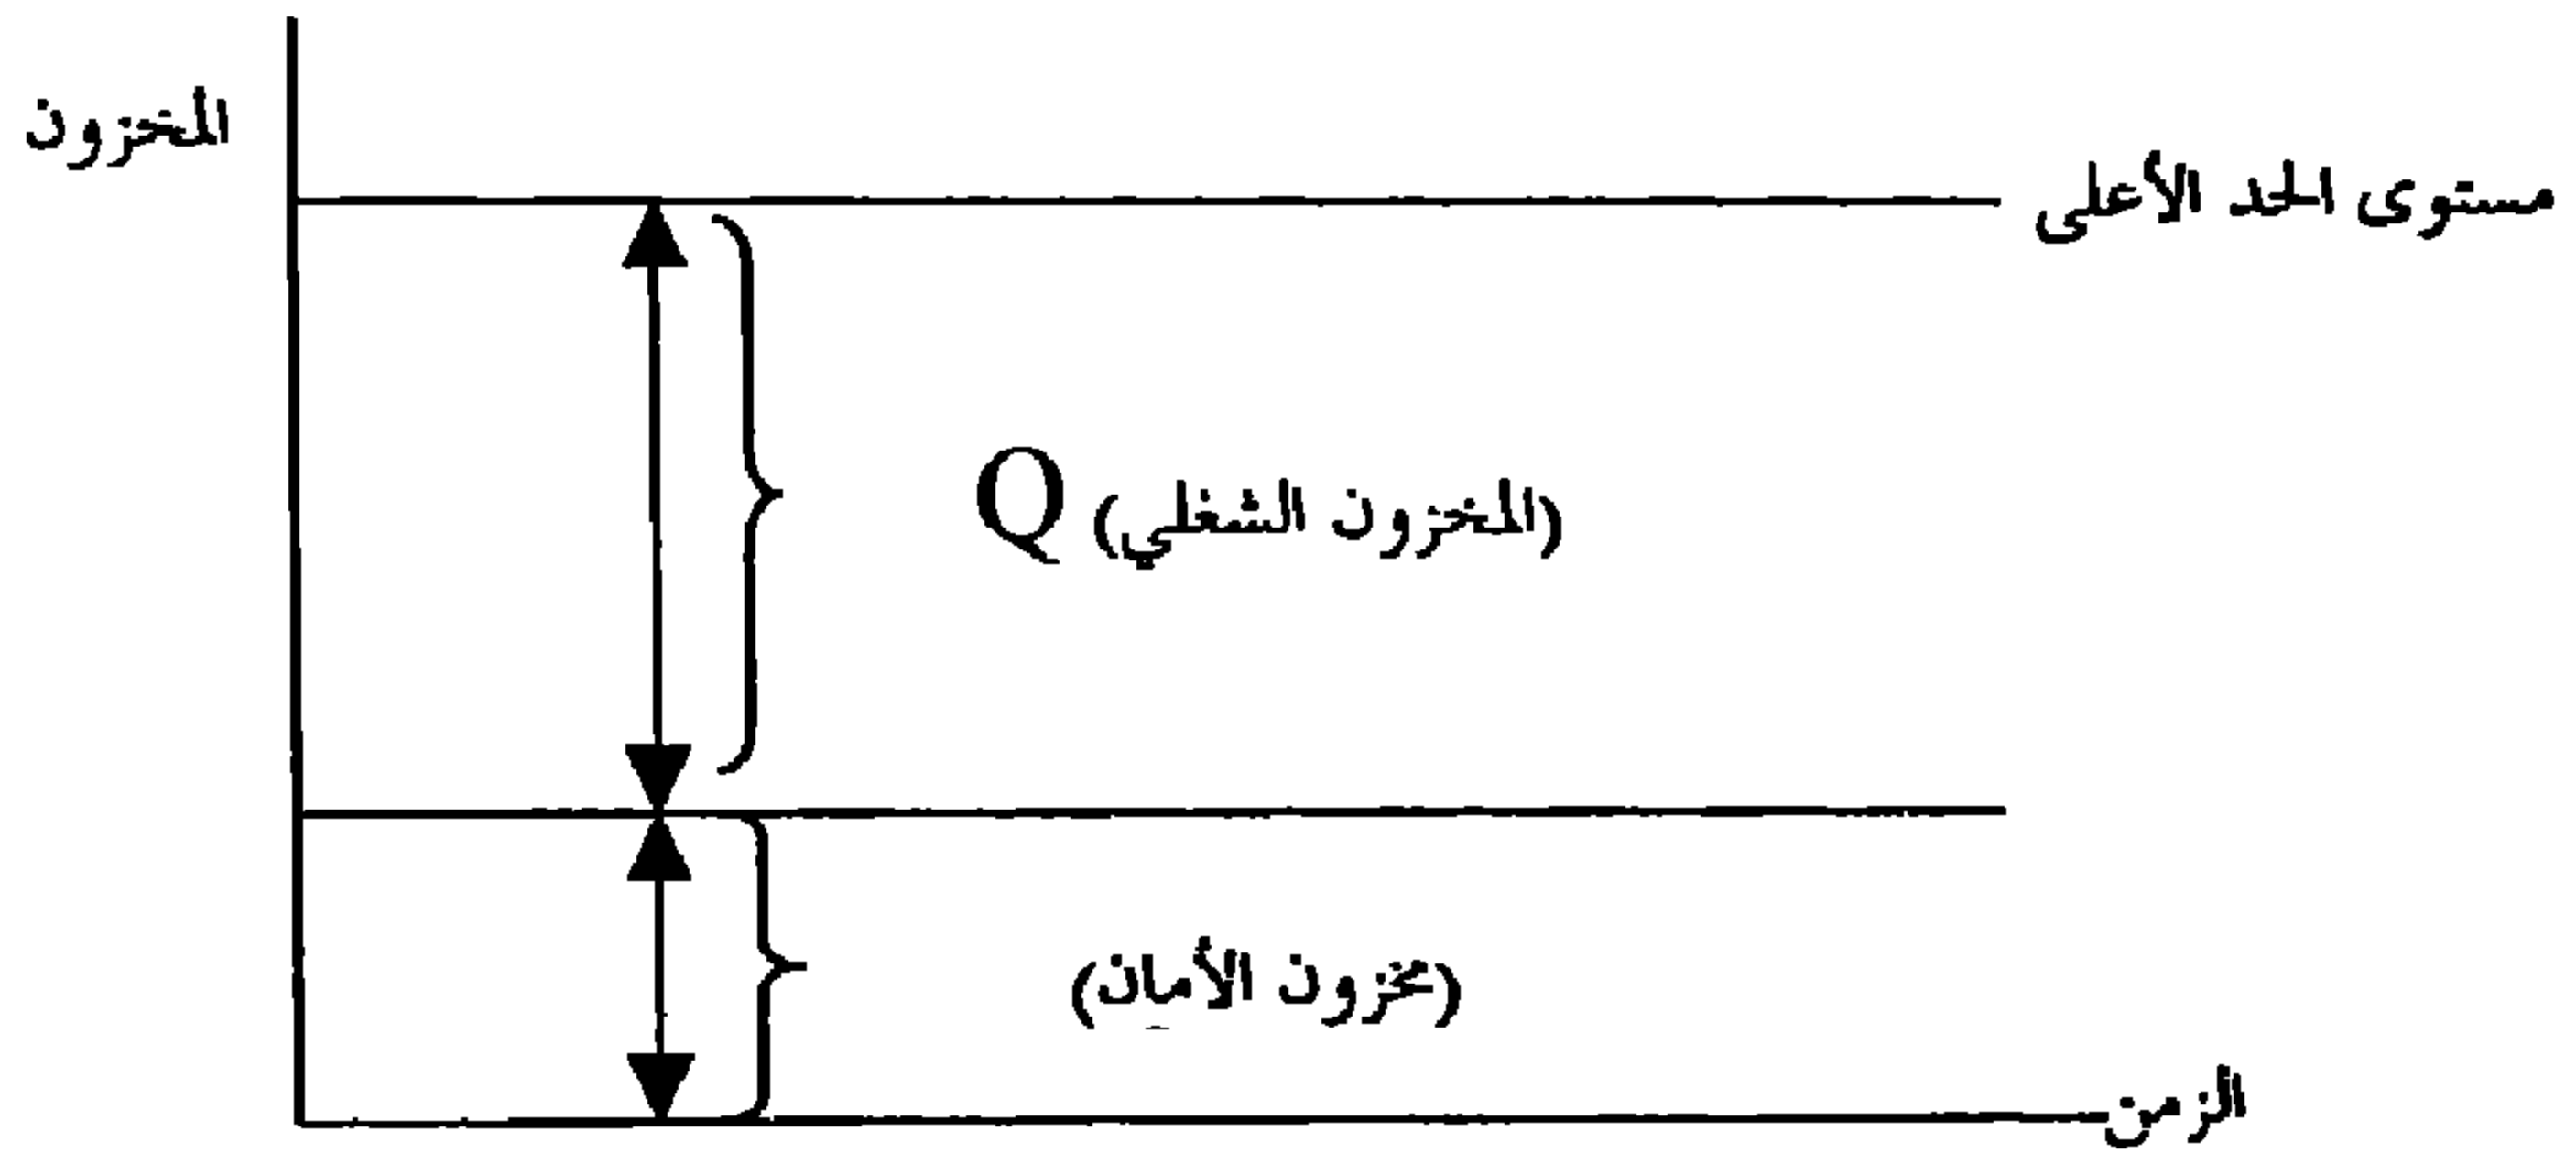 المخزون
مستوى الحد الأعلى
Q (المخزون الشغلي)
(مخزون الأمان)
الزمن